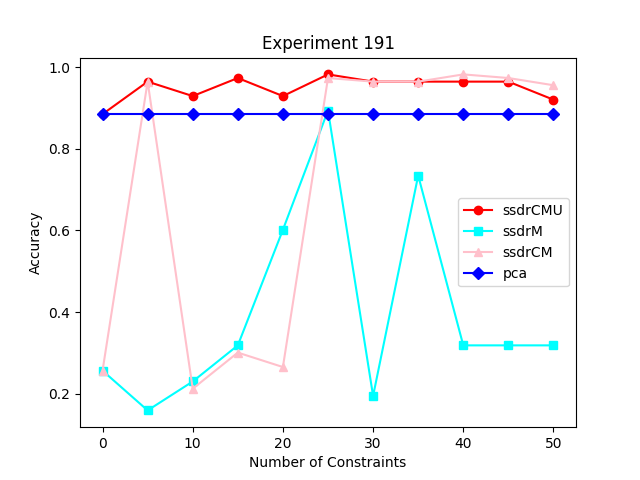 Experiment 191
Accuracy
1.0
0.8
0.6
0.4
0.2
ssdrCMU
ssdrM
ssdrCM
pca
0 10 20 30 40 50
Number of Constraints